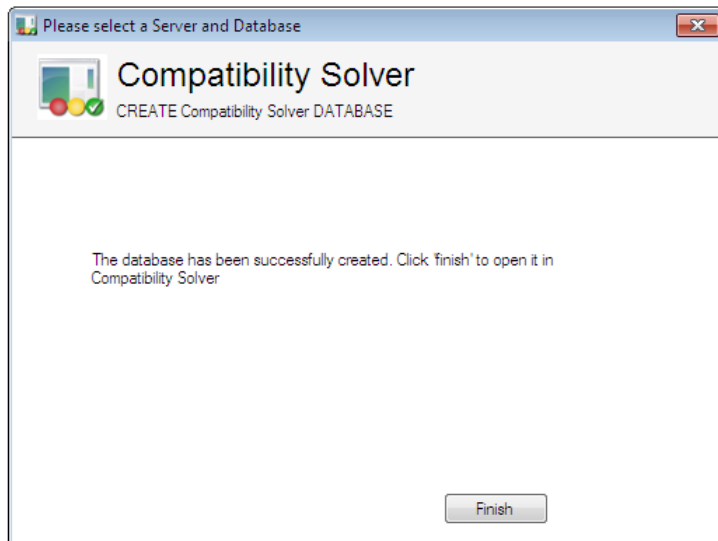 Please select a Server and Database
Compatibility Solver
CREATE Compatibility Solver DATABASE
The database has been successfully created. Click 'finish' to open it in
Compatibility Solver
Finish